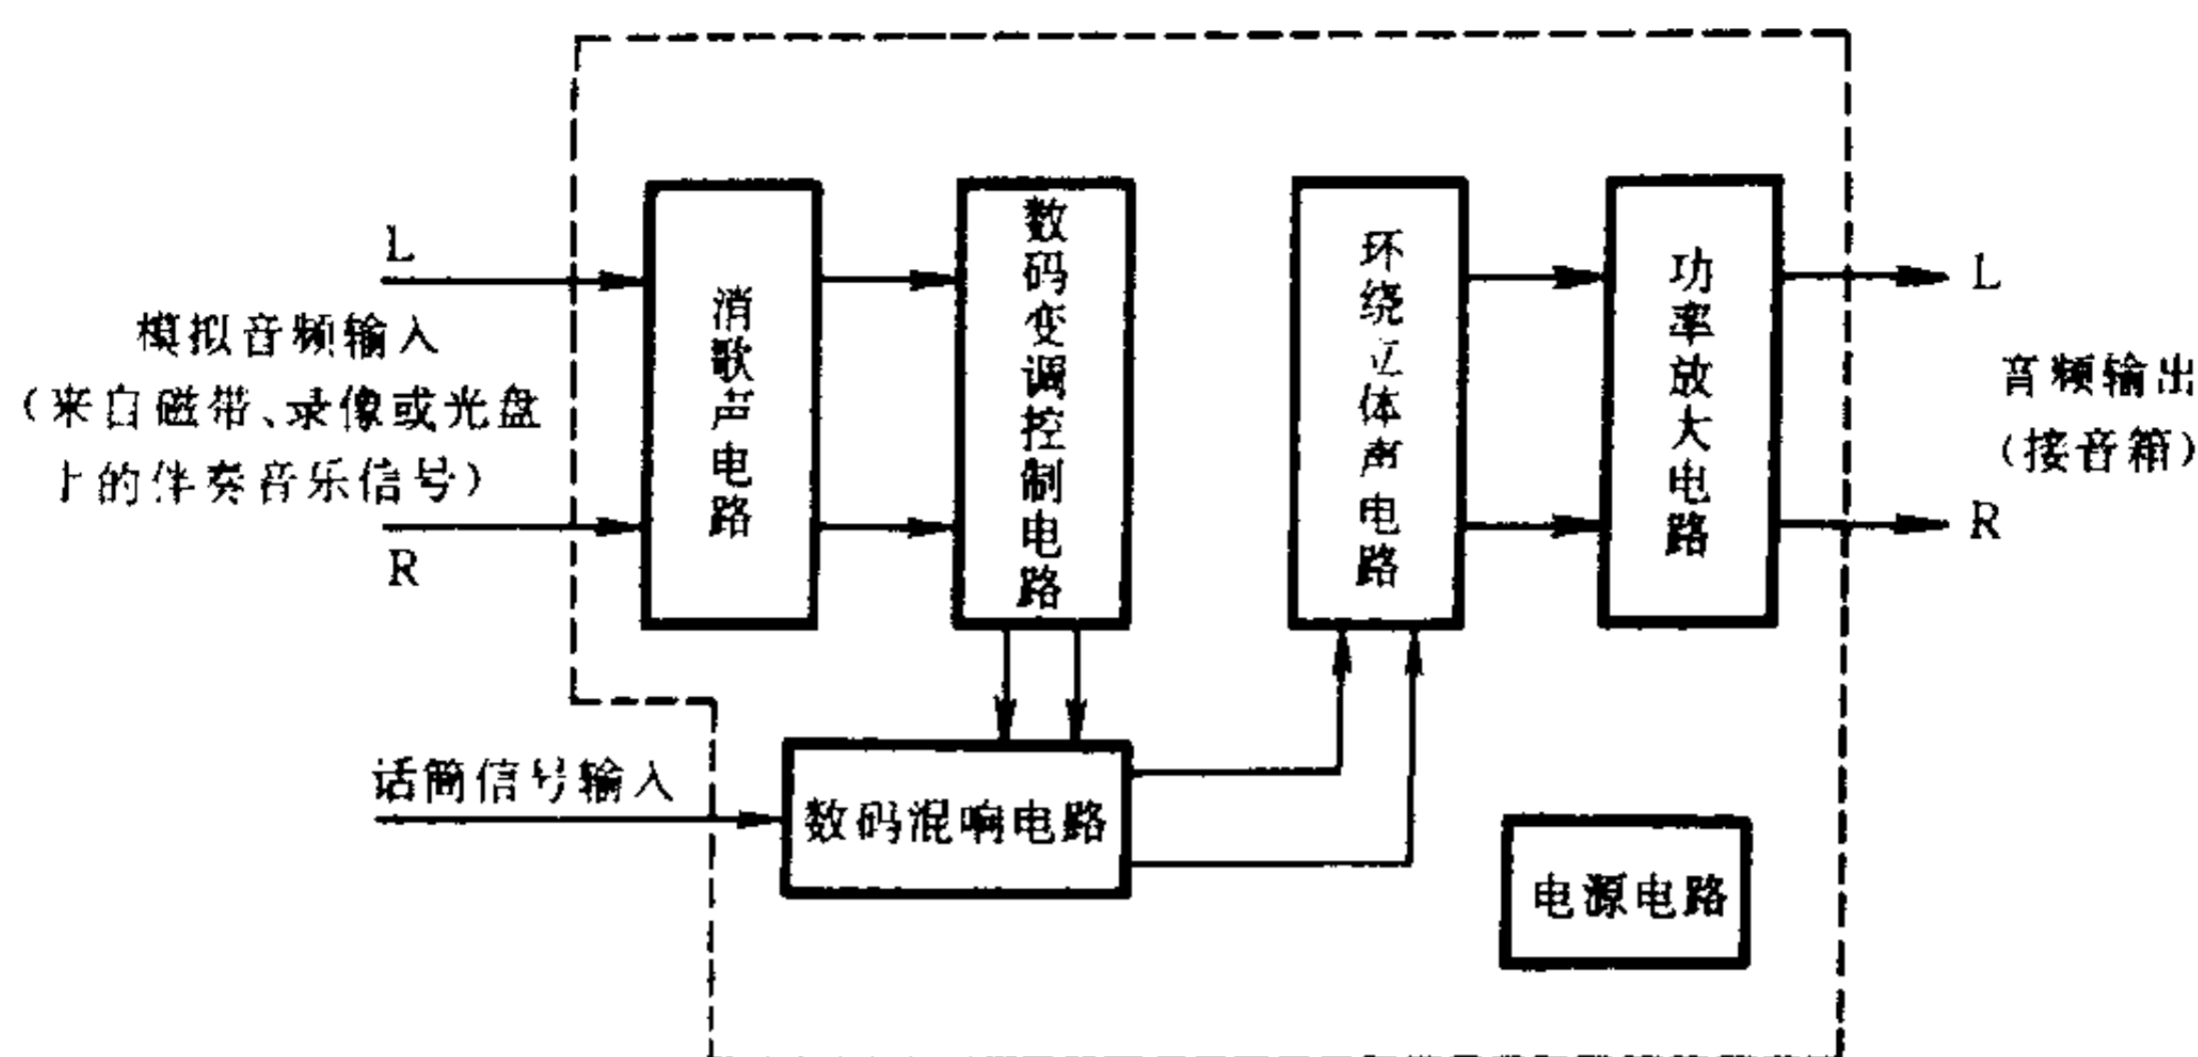 L
模拟音频输入
（来自磁带、录像或光盘
上的伴奏音乐信号）
R
消歌声电路
数码变调控制电路
环绕立体声电路
功率放大电路
L
音频输出
（接音箱）
R
话筒信号输入
数码混响电路
电源电路